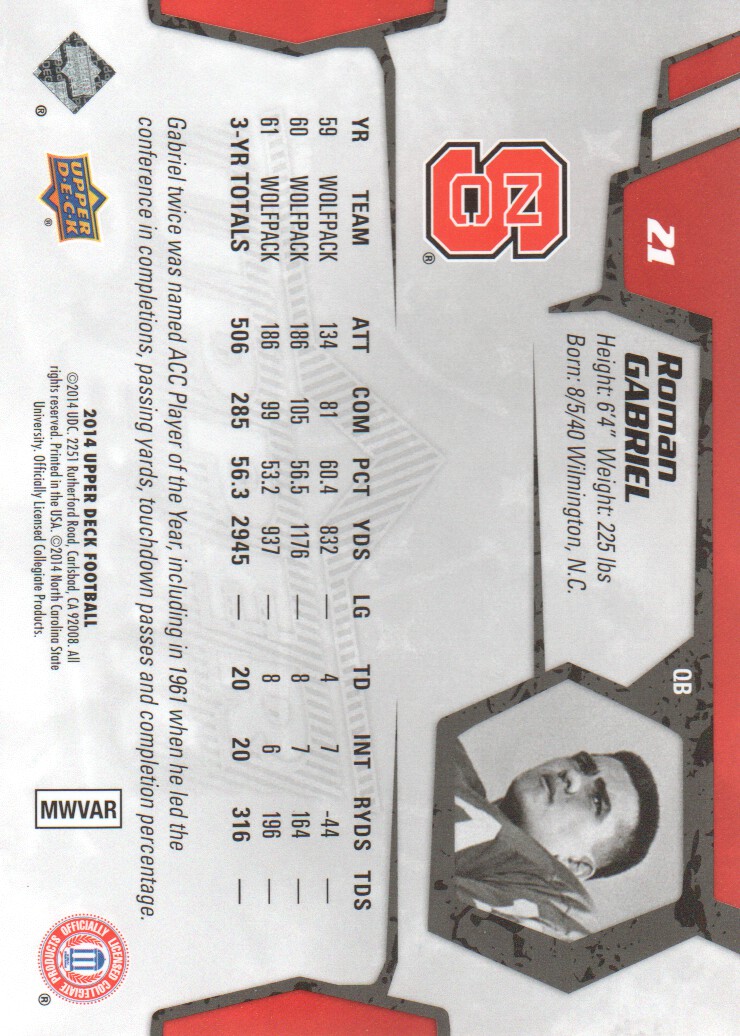 21
Roman
GABRIEL
QB
Height: 6'4" Weight: 225 lbs
Born: 8/5/40 Wilmington, N.C.
NCS
®
YR TEAM ATT COM PCT YDS LG TD INT RYDS TDS
59 WOLFPACK 134 81 60.4 832 — 4 7 -44 —
60 WOLFPACK 186 105 56.5 1176 — 8 7 164 —
61 WOLFPACK 186 99 53.2 937 — 8 6 196 —
3-YR TOTALS 506 285 56.3 2945 — 20 20 316 —
Gabriel twice was named ACC Player of the Year, including in 1961 when he led the
conference in completions, passing yards, touchdown passes and completion percentage.
®
UPPER
D·E·C·K
®
2014 UPPER DECK FOOTBALL
©2014 UDC. 2251 Rutherford Road, Carlsbad, CA 92008. All
rights reserved. Printed in the USA. ©2014 North Carolina State
University. Officially Licensed Collegiate Products.
MWVAR
OFFICIALLY LICENSED
COLLEGIATE PRODUCTS
®